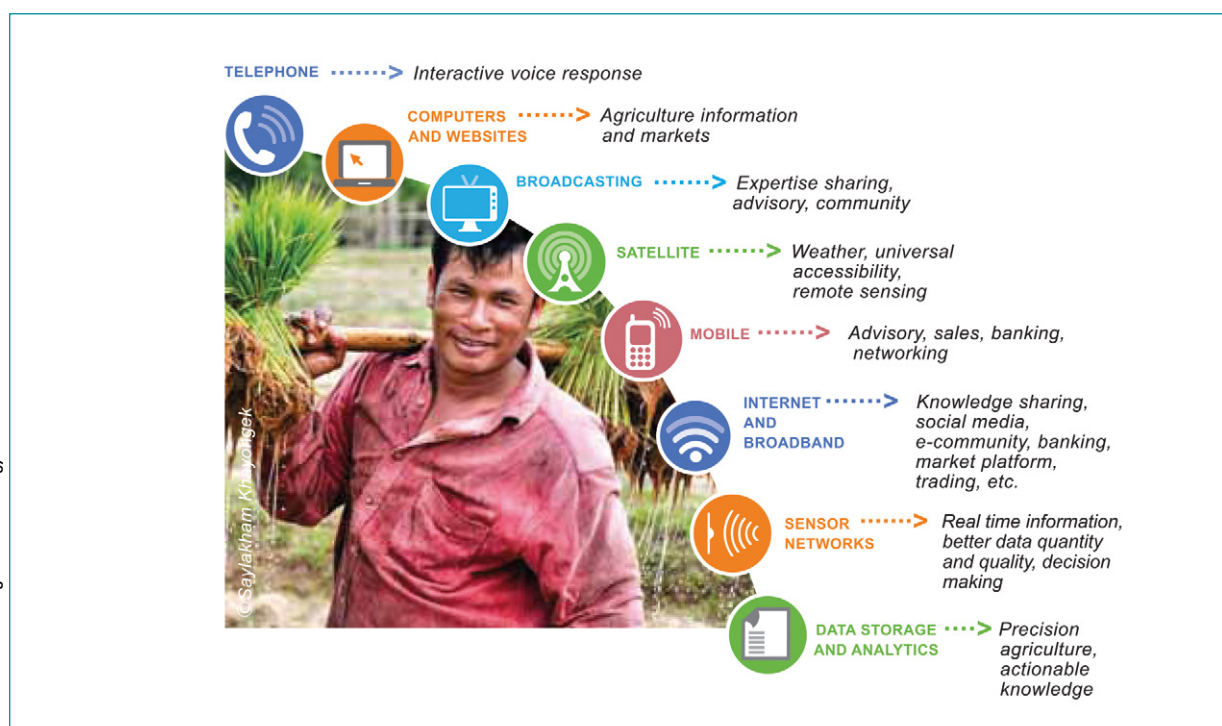 TELEPHONE Interactive voice response
COMPUTERS AND WEBSITES Agriculture information and markets
BROADCASTING Expertise sharing, advisory, community
SATELLITE Weather, universal accessibility, remote sensing
MOBILE Advisory, sales, banking, networking
INTERNET AND BROADBAND Knowledge sharing, social media, e-community, banking, market platform, trading, etc.
SENSOR NETWORKS Real time information, better data quantity and quality, decision making
DATA STORAGE AND ANALYTICS Precision agriculture, actionable knowledge